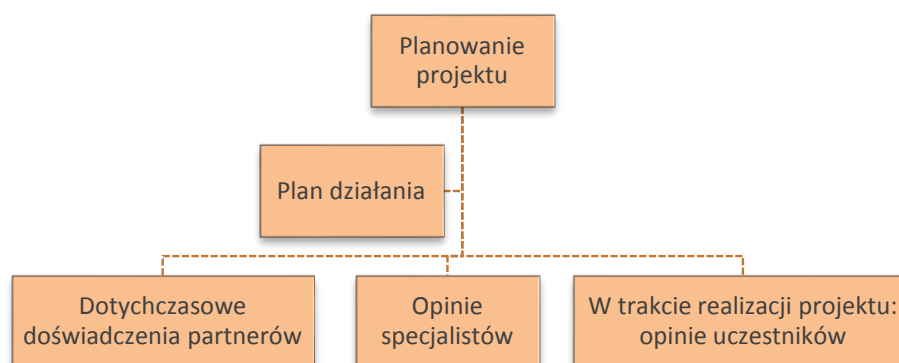 Planowanie
projektu
Plan działania
Dotychczasowe
doświadczenia partnerów
Opinie
specjalistów
W trakcie realizacji projektu:
opinie uczestników